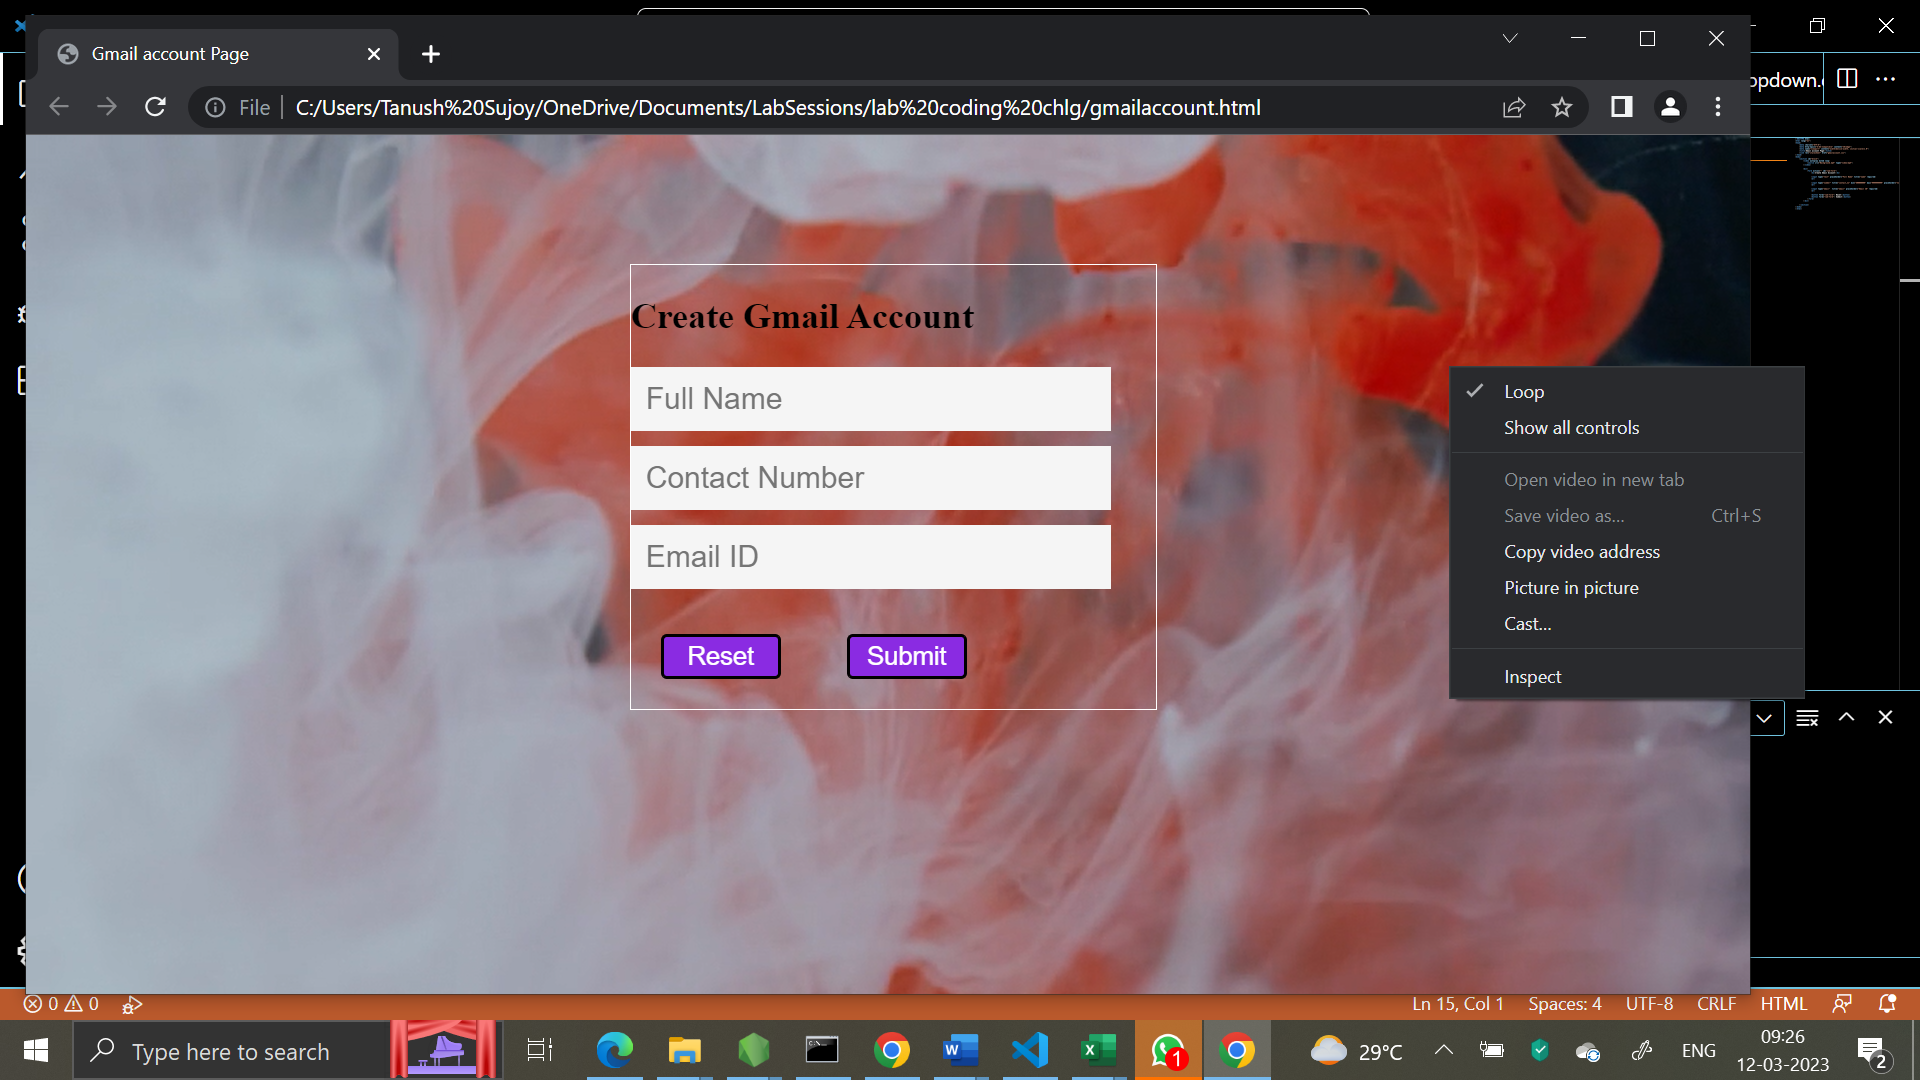 Gmail account Page
File
C:/Users/Tanush%20Sujoy/OneDrive/Documents/LabSessions/lab%20coding%20chlg/gmailaccount.html
Create Gmail Account
Full Name
Contact Number
Email ID
Reset
Submit
Loop
Show all controls
Open video in new tab
Save video as... Ctrl+S
Copy video address
Picture in picture
Cast...
Inspect
0 0
Ln 15, Col 1 Spaces: 4 UTF-8 CRLF HTML
Type here to search
1
29°C
ENG
09:26
12-03-2023
2